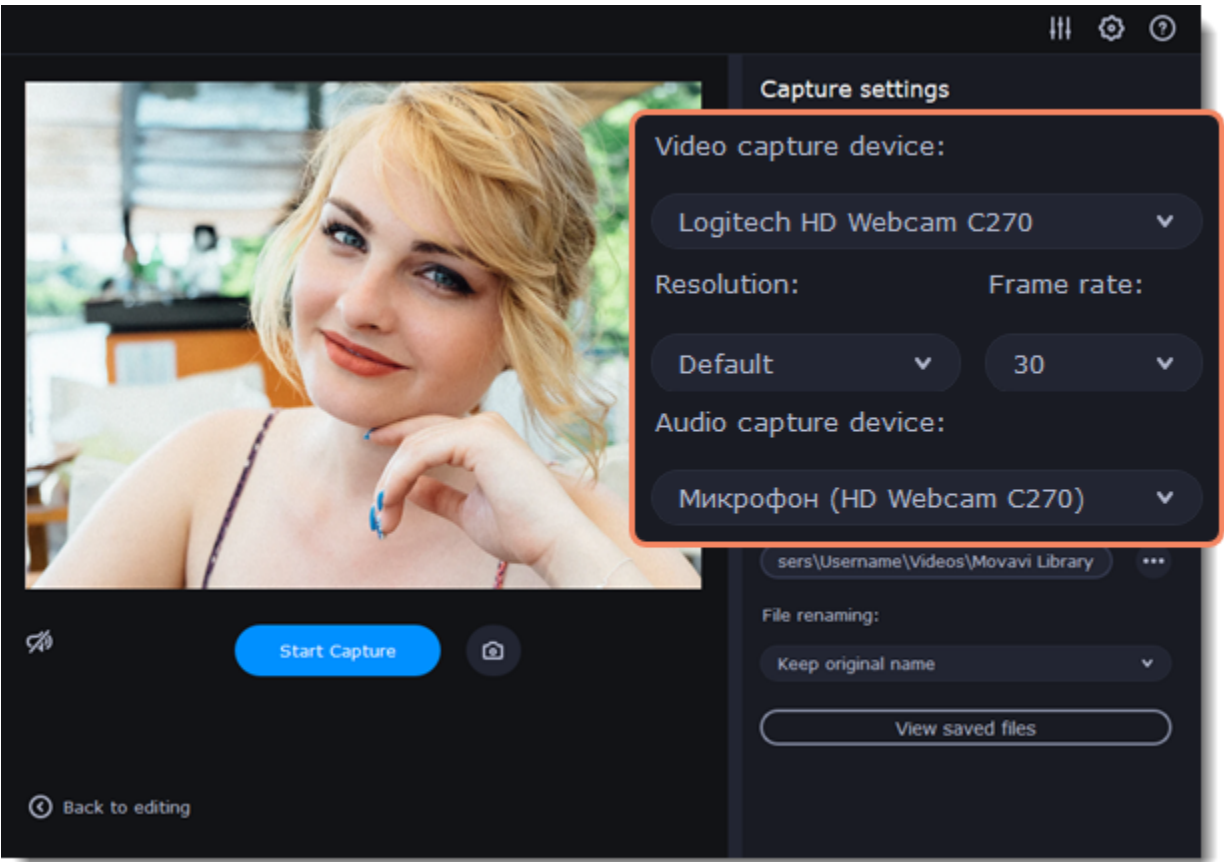 Capture settings
Video capture device:
Logitech HD Webcam C270
Resolution: Frame rate:
Default 30
Audio capture device:
Микрофон (HD Webcam C270)
sers\Username\Videos\Movavi Library
File renaming:
Keep original name
View saved files
Start Capture
Back to editing